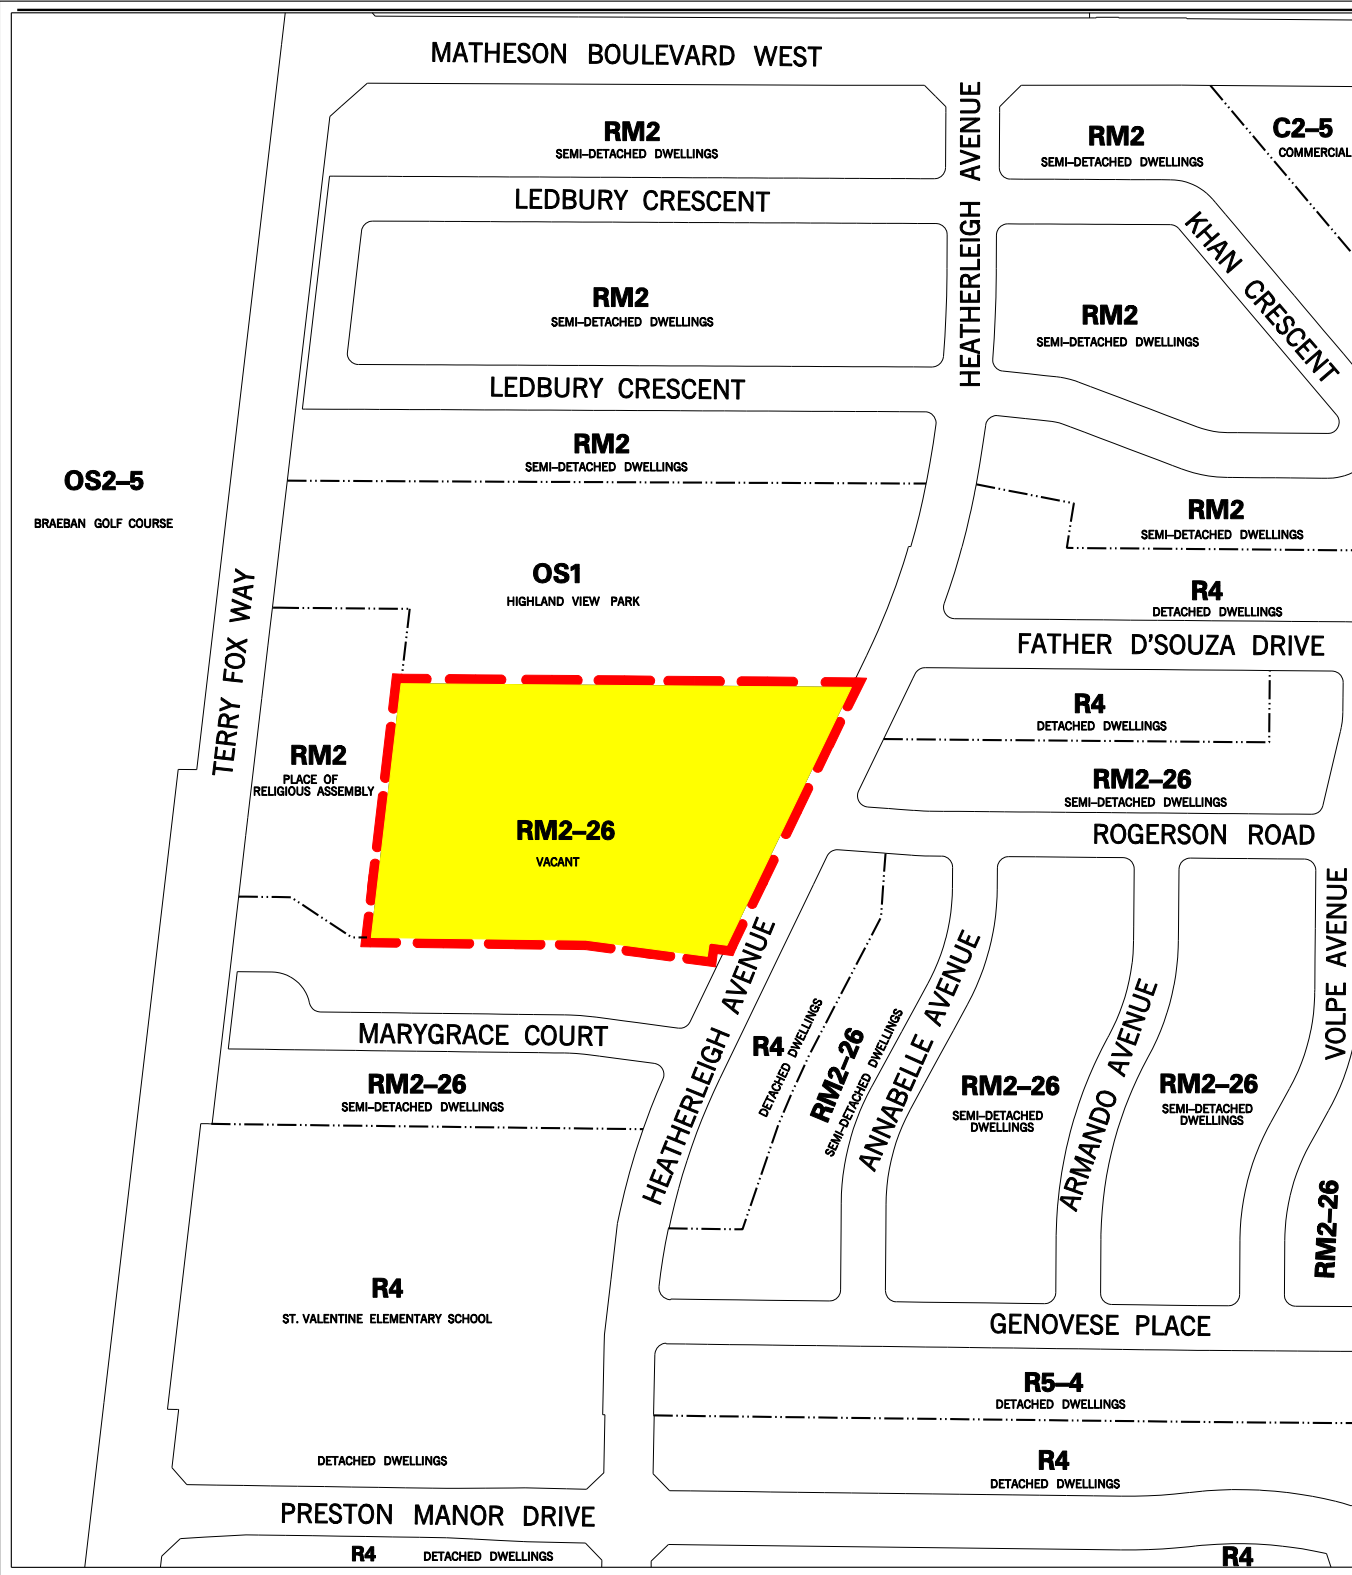 MATHESON BOULEVARD WEST
RM2
SEMI–DETACHED DWELLINGS
HEATHERLEIGH AVENUE
RM2
SEMI–DETACHED DWELLINGS
C2–5
COMMERCIAL
LEDBURY CRESCENT
KHAN CRESCENT
RM2
SEMI–DETACHED DWELLINGS
RM2
SEMI–DETACHED DWELLINGS
LEDBURY CRESCENT
RM2
SEMI–DETACHED DWELLINGS
OS2–5
BRAEBAN GOLF COURSE
RM2
SEMI–DETACHED DWELLINGS
OS1
HIGHLAND VIEW PARK
R4
DETACHED DWELLINGS
TERRY FOX WAY
FATHER D'SOUZA DRIVE
R4
DETACHED DWELLINGS
RM2
PLACE OF
RELIGIOUS ASSEMBLY
RM2–26
SEMI–DETACHED DWELLINGS
RM2–26
VACANT
ROGERSON ROAD
VOLPE AVENUE
HEATHERLEIGH AVENUE
R4
DETACHED DWELLINGS
RM2–26
SEMI–DETACHED DWELLINGS
ANNABELLE AVENUE
ARMANDO AVENUE
MARYGRACE COURT
RM2–26
SEMI–DETACHED DWELLINGS
RM2–26
SEMI–DETACHED
DWELLINGS
RM2–26
SEMI–DETACHED
DWELLINGS
RM2–26
R4
ST. VALENTINE ELEMENTARY SCHOOL
GENOVESE PLACE
R5–4
DETACHED DWELLINGS
DETACHED DWELLINGS
R4
DETACHED DWELLINGS
PRESTON MANOR DRIVE
R4 DETACHED DWELLINGS
R4